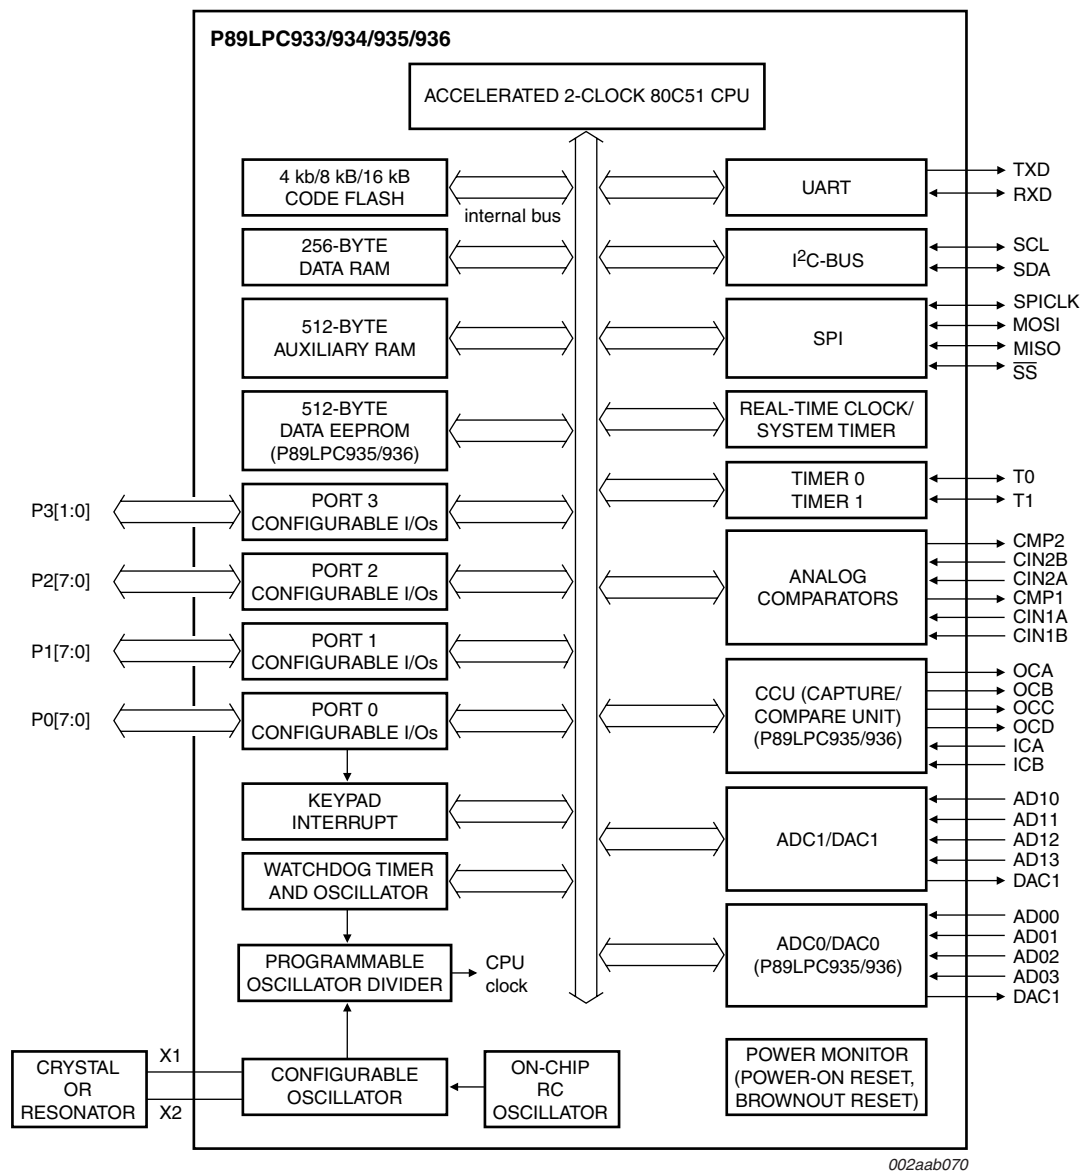 P89LPC933/934/935/936
ACCELERATED 2-CLOCK 80C51 CPU
4 kb/8 kB/16 kB
CODE FLASH
internal bus
256-BYTE
DATA RAM
512-BYTE
AUXILIARY RAM
512-BYTE
DATA EEPROM
(P89LPC935/936)
P3[1:0]
PORT 3
CONFIGURABLE I/Os
P2[7:0]
PORT 2
CONFIGURABLE I/Os
P1[7:0]
PORT 1
CONFIGURABLE I/Os
P0[7:0]
PORT 0
CONFIGURABLE I/Os
KEYPAD
INTERRUPT
WATCHDOG TIMER
AND OSCILLATOR
PROGRAMMABLE
OSCILLATOR DIVIDER
CPU
clock
CRYSTAL
OR
RESONATOR
X1
X2
CONFIGURABLE
OSCILLATOR
ON-CHIP
RC
OSCILLATOR
UART
TXD
RXD
I²C-BUS
SCL
SDA
SPI
SPICLK
MOSI
MISO
S̅S̅
REAL-TIME CLOCK/
SYSTEM TIMER
TIMER 0
TIMER 1
T0
T1
ANALOG
COMPARATORS
CMP2
CIN2B
CIN2A
CMP1
CIN1A
CIN1B
CCU (CAPTURE/
COMPARE UNIT)
(P89LPC935/936)
OCA
OCB
OCC
OCD
ICA
ICB
ADC1/DAC1
AD10
AD11
AD12
AD13
DAC1
ADC0/DAC0
(P89LPC935/936)
AD00
AD01
AD02
AD03
DAC1
POWER MONITOR
(POWER-ON RESET,
BROWNOUT RESET)
002aab070